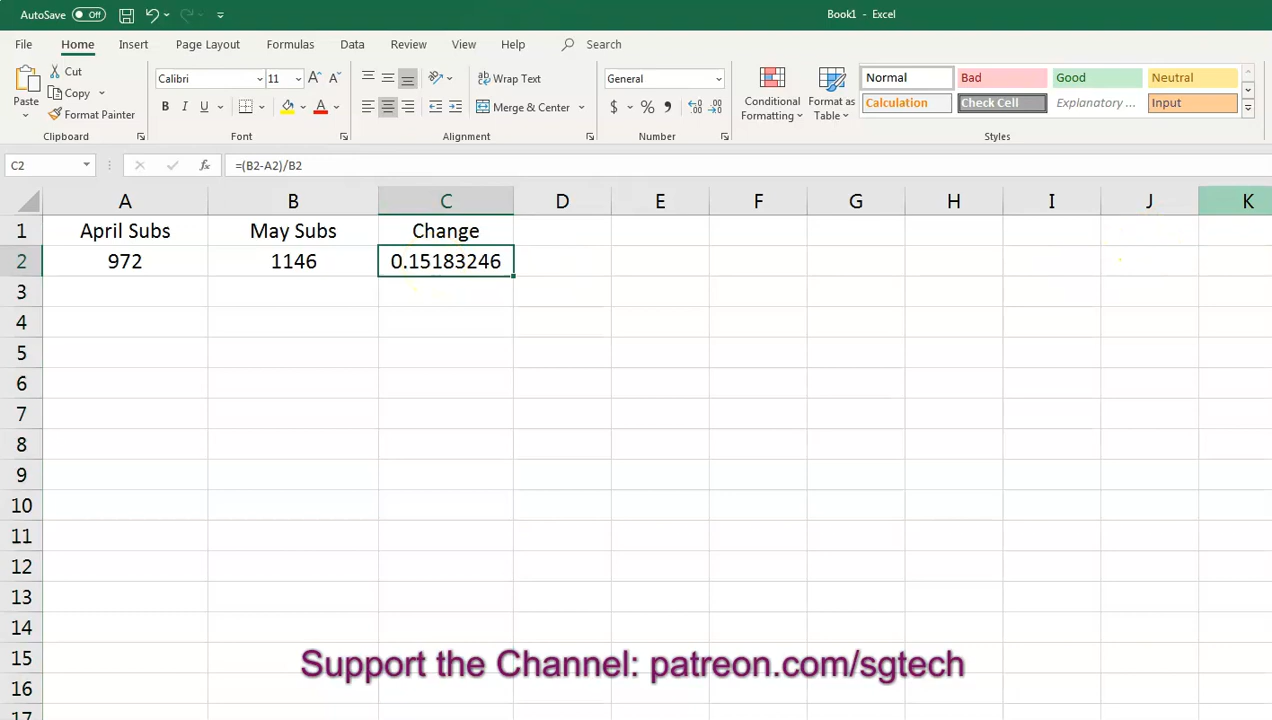 AutoSave Off
Book1 - Excel
File Home Insert Page Layout Formulas Data Review View Help Search
Paste
Cut
Copy
Format Painter
Calibri 11
B I U
Wrap Text
Merge & Center
General
$ % ,
Conditional Formatting
Format as Table
Normal Bad Good Neutral
Calculation Check Cell Explanatory ... Input
Clipboard Font Alignment Number Styles
C2 fx =(B2-A2)/B2
A B C D E F G H I J K
1 April Subs May Subs Change
2 972 1146 0.15183246
3
4
5
6
7
8
9
10
11
12
13
14
15
Support the Channel: patreon.com/sgtech
16
17